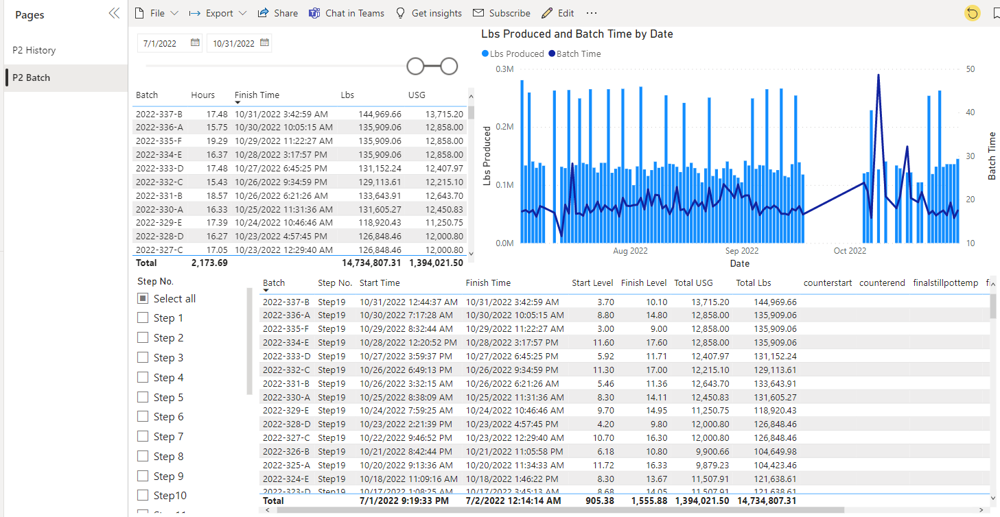 Pages
P2 History
P2 Batch
File Export Share Chat in Teams Get insights Subscribe Edit ...
7/1/2022 10/31/2022
Batch Hours Finish Time Lbs USG
2022-337-B 17.48 10/31/2022 3:42:59 AM 144,969.66 13,715.20
2022-336-A 15.75 10/30/2022 10:05:15 AM 135,909.06 12,858.00
2022-335-F 19.29 10/29/2022 11:22:27 AM 135,909.06 12,858.00
2022-334-E 16.37 10/28/2022 3:17:57 PM 135,909.06 12,858.00
2022-333-D 17.48 10/27/2022 6:45:25 PM 131,152.24 12,407.97
2022-332-C 15.43 10/26/2022 9:34:59 PM 129,113.61 12,215.10
2022-331-B 18.57 10/26/2022 6:21:26 AM 133,643.91 12,643.70
2022-330-A 16.33 10/25/2022 11:31:36 AM 131,605.27 12,450.83
2022-329-E 17.39 10/24/2022 10:46:46 AM 118,920.43 11,250.75
2022-328-D 16.27 10/23/2022 4:57:45 PM 126,848.46 12,000.80
2022-327-C 17.05 10/23/2022 12:29:40 AM 126,848.46 12,000.80
Total 2,173.69 14,734,807.31 1,394,021.50
Lbs Produced and Batch Time by Date
Lbs Produced Batch Time
Lbs Produced
0.3M
0.2M
0.1M
0.0M
50
40
30
20
10
Batch Time
Aug 2022 Sep 2022 Oct 2022
Date
Step No.
Select all
Step 1
Step 2
Step 3
Step 4
Step 5
Step 6
Step 7
Step 8
Step 9
Step10
Batch Step No. Start Time Finish Time Start Level Finish Level Total USG Total Lbs counterstart counterend finalstillpottemp
2022-337-B Step19 10/31/2022 12:44:37 AM 10/31/2022 3:42:59 AM 3.70 10.10 13,715.20 144,969.66
2022-336-A Step19 10/30/2022 7:17:28 AM 10/30/2022 10:05:15 AM 8.80 14.80 12,858.00 135,909.06
2022-335-F Step19 10/29/2022 8:32:44 AM 10/29/2022 11:22:27 AM 3.00 9.00 12,858.00 135,909.06
2022-334-E Step19 10/28/2022 12:20:52 PM 10/28/2022 3:17:57 PM 11.60 17.60 12,858.00 135,909.06
2022-333-D Step19 10/27/2022 3:59:37 PM 10/27/2022 6:45:25 PM 5.92 11.71 12,407.97 131,152.24
2022-332-C Step19 10/26/2022 6:49:13 PM 10/26/2022 9:34:59 PM 11.30 17.00 12,215.10 129,113.61
2022-331-B Step19 10/26/2022 3:32:15 AM 10/26/2022 6:21:26 AM 5.46 11.36 12,643.70 133,643.91
2022-330-A Step19 10/25/2022 8:38:09 AM 10/25/2022 11:31:36 AM 8.30 14.11 12,450.83 131,605.27
2022-329-E Step19 10/24/2022 7:59:25 AM 10/24/2022 10:46:46 AM 9.70 14.95 11,250.75 118,920.43
2022-328-D Step19 10/23/2022 2:21:39 PM 10/23/2022 4:57:45 PM 4.20 9.80 12,000.80 126,848.46
2022-327-C Step19 10/22/2022 9:46:52 PM 10/23/2022 12:29:40 AM 10.70 16.30 12,000.80 126,848.46
2022-326-B Step19 10/21/2022 8:42:44 PM 10/21/2022 11:05:58 PM 6.18 10.80 9,900.66 104,649.98
2022-325-A Step19 10/20/2022 9:13:36 AM 10/20/2022 11:34:33 AM 11.72 16.33 9,879.23 104,423.46
2022-324-E Step19 10/18/2022 11:09:16 AM 10/18/2022 1:46:22 PM 8.30 13.67 11,507.91 121,638.61
2022-323-D Step19 10/17/2022 1:08:25 AM 10/17/2022 3:45:13 AM 8.68 14.05 11,507.91 121,638.61
Total 7/1/2022 9:19:33 PM 7/2/2022 12:14:14 AM 905.38 1,555.88 1,394,021.50 14,734,807.31